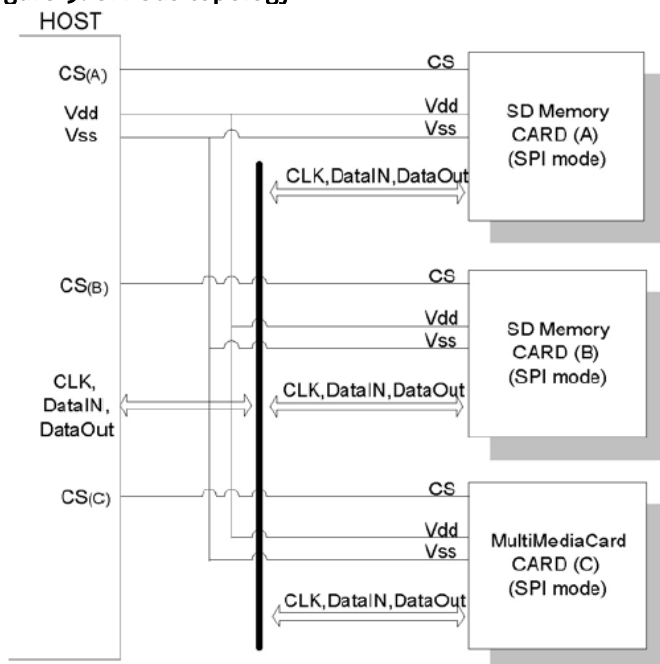 HOST
CS(A)
Vdd
Vss
CS
Vdd
Vss
CLK,DataIN,DataOut
SD Memory
CARD (A)
(SPI mode)
CS(B)
CS
Vdd
Vss
CLK,DataIN,DataOut
SD Memory
CARD (B)
(SPI mode)
CLK,
DataIN,
DataOut
CS(C)
CS
Vdd
Vss
CLK,DataIN,DataOut
MultiMediaCard
CARD (C)
(SPI mode)